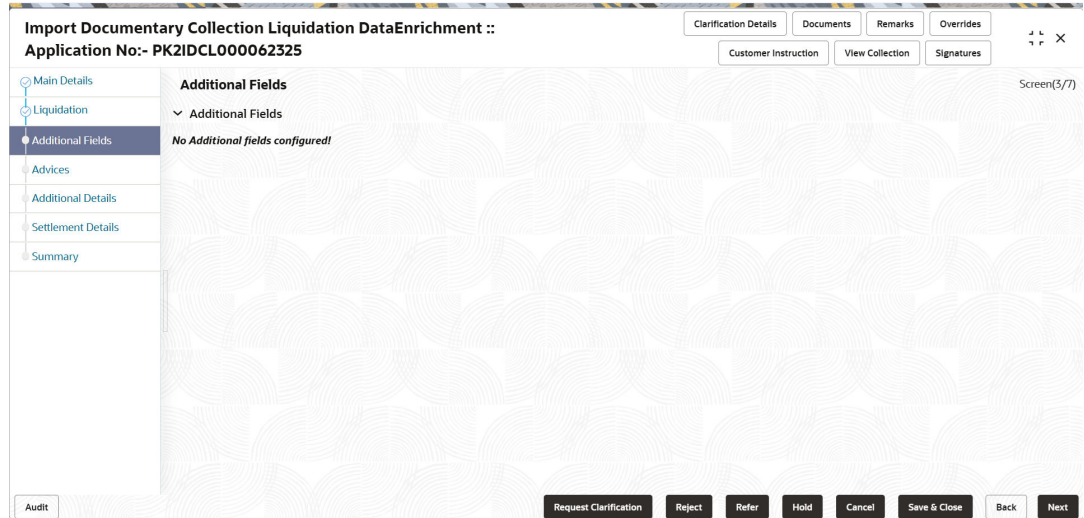 Import Documentary Collection Liquidation DataEnrichment ::
Application No:- PK2IDCL000062325
Clarification Details
Documents
Remarks
Overrides
Customer Instruction
View Collection
Signatures
Main Details
Liquidation
Additional Fields
Advices
Additional Details
Settlement Details
Summary
Additional Fields
Screen(3/7)
Additional Fields
No Additional fields configured!
Audit
Request Clarification
Reject
Refer
Hold
Cancel
Save & Close
Back
Next